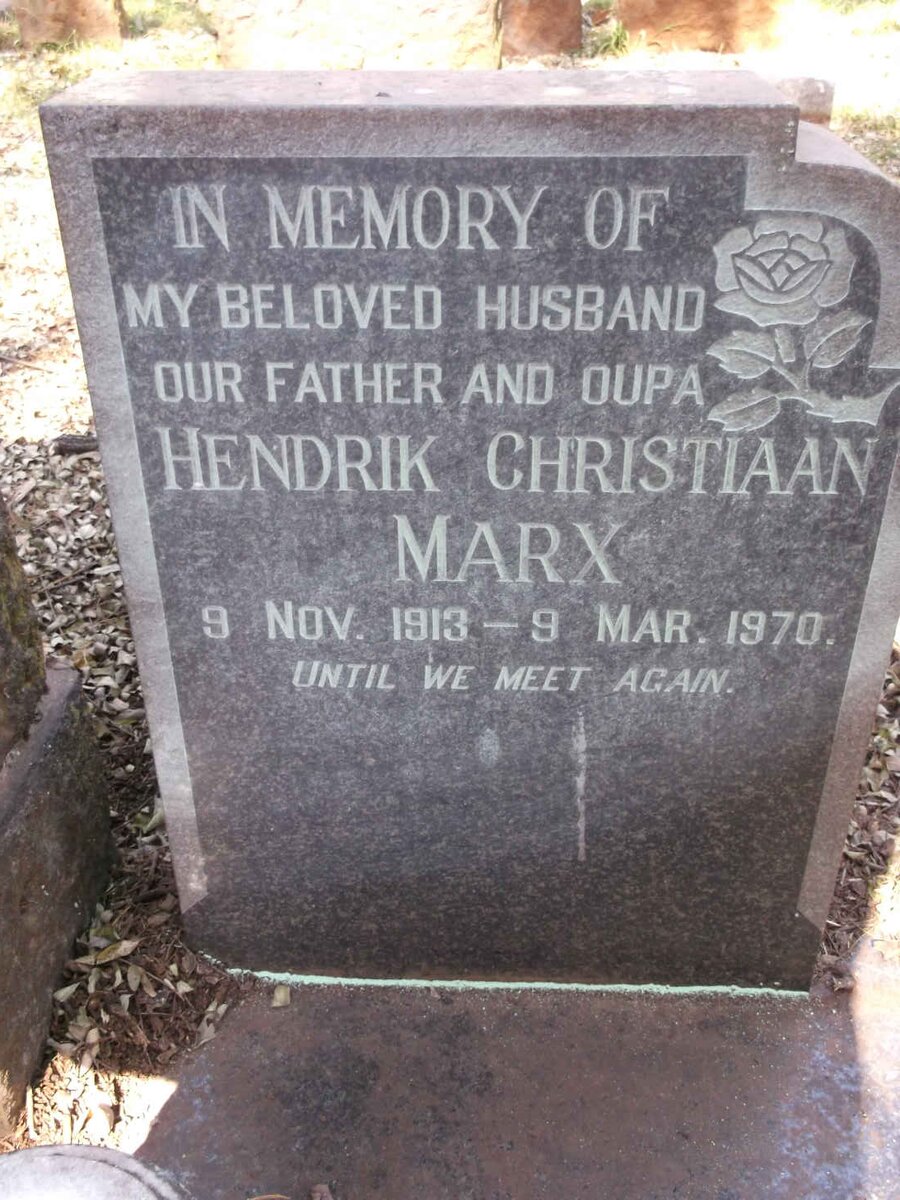 IN MEMORY OF
MY BELOVED HUSBAND
OUR FATHER AND OUPA
HENDRIK CHRISTIAAN
MARX
9 NOV. 1913 — 9 MAR. 1970.
UNTIL WE MEET AGAIN.